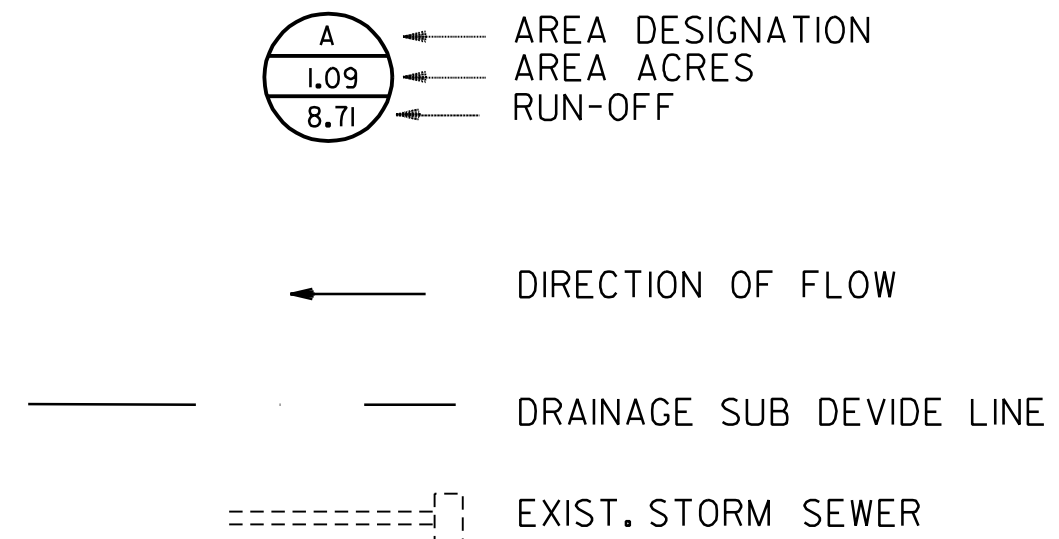 A
1.09
8.71
AREA DESIGNATION
AREA ACRES
RUN-OFF
DIRECTION OF FLOW
DRAINAGE SUB DEVIDE LINE
EXIST. STORM SEWER